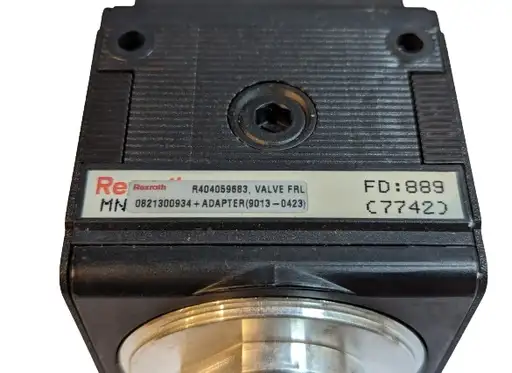 Re
Rexroth R404059683, VALVE FRL FD:889
MN 0821300934+ADAPTER(9013-0423) (7742)